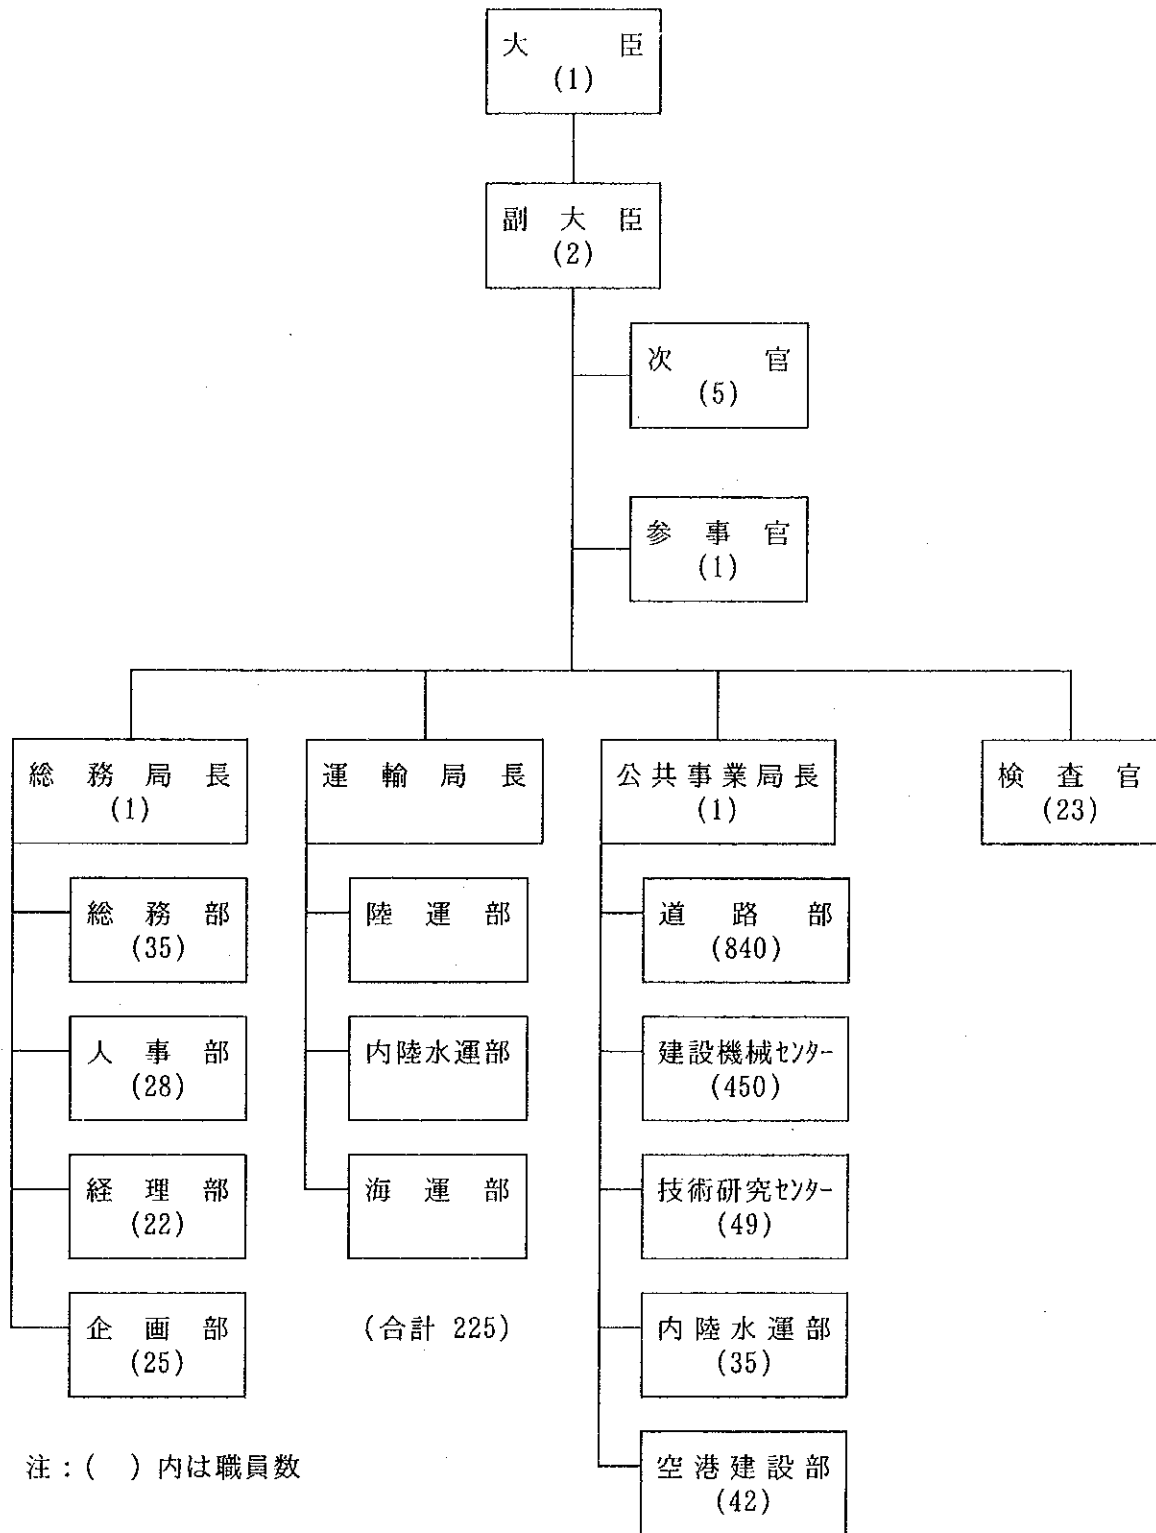 大臣
(1)
副大臣
(2)
次官
(5)
参事官
(1)
総務局長
(1)
総務部
(35)
人事部
(28)
経理部
(22)
企画部
(25)
運輸局長
陸運部
内陸水運部
海運部
(合計 225)
公共事業局長
(1)
道路部
(840)
建設機械ｾﾝﾀｰ
(450)
技術研究ｾﾝﾀｰ
(49)
内陸水運部
(35)
空港建設部
(42)
検査官
(23)
注：( )内は職員数